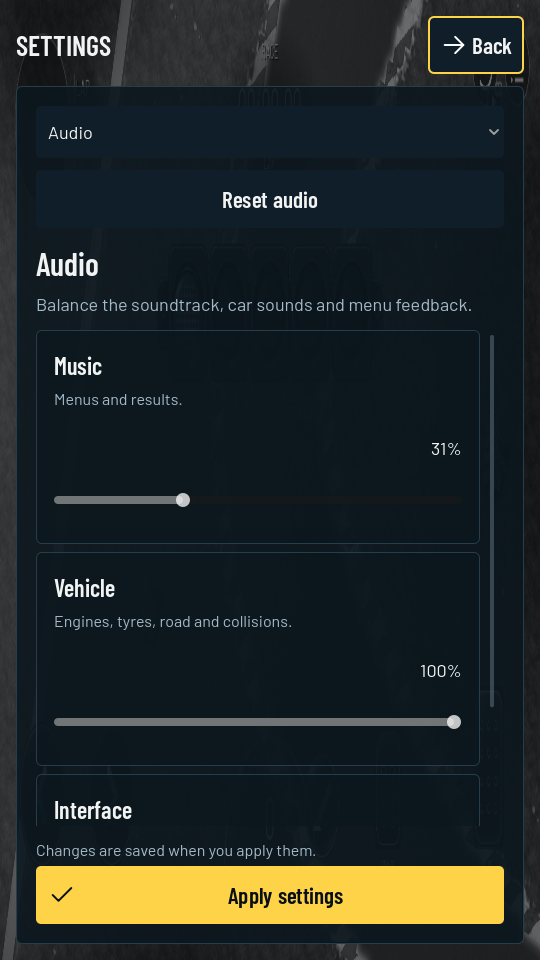 SETTINGS
Back
Audio
Reset audio
Audio
Balance the soundtrack, car sounds and menu feedback.
Music
Menus and results.
31%
Vehicle
Engines, tyres, road and collisions.
100%
Interface
Changes are saved when you apply them.
Apply settings